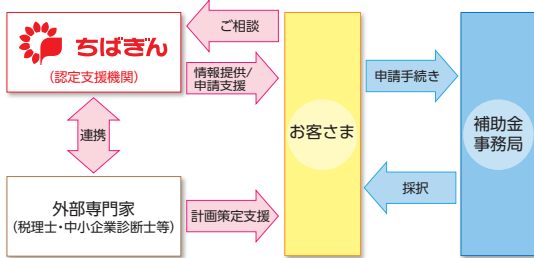 ちばぎん
(認定支援機関)
ご相談
情報提供/
申請支援
連携
外部専門家
(税理士・中小企業診断士等)
計画策定支援
お客さま
申請手続き
採択
補助金
事務局